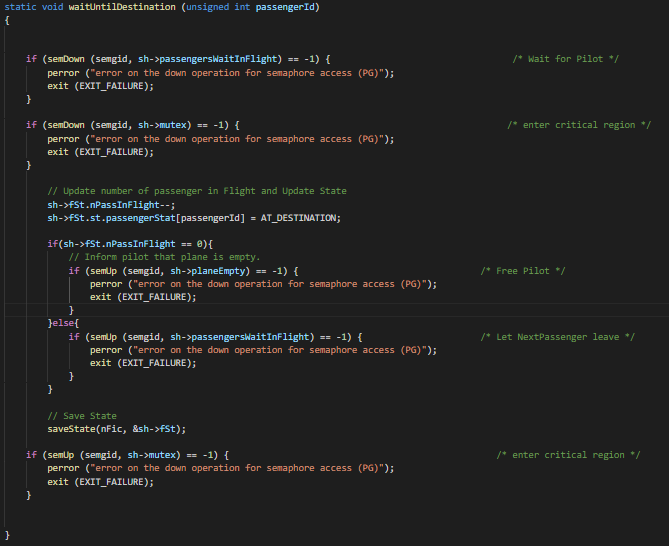 static void waitUntilDestination (unsigned int passengerId)
{
    if (semDown (semgid, sh->passengersWaitInFlight) == -1) {                                  /* Wait for Pilot */
        perror ("error on the down operation for semaphore access (PG)");
        exit (EXIT_FAILURE);
    }
    if (semDown (semgid, sh->mutex) == -1) {                                                  /* enter critical region */
        perror ("error on the down operation for semaphore access (PG)");
        exit (EXIT_FAILURE);
    }
        // Update number of passenger in Flight and Update State
        sh->fSt.nPassInFlight--;
        sh->fSt.st.passengerStat[passengerId] = AT_DESTINATION;
        if(sh->fSt.nPassInFlight == 0){
            // Inform pilot that plane is empty.
            if (semUp (semgid, sh->planeEmpty) == -1) {                                  /* Free Pilot */
                perror ("error on the down operation for semaphore access (PG)");
                exit (EXIT_FAILURE);
            }
        }else{
            if (semUp (semgid, sh->passengersWaitInFlight) == -1) {                      /* Let NextPassenger leave */
                perror ("error on the down operation for semaphore access (PG)");
                exit (EXIT_FAILURE);
            }
        }
        // Save State
        saveState(nFic, &sh->fSt);
    if (semUp (semgid, sh->mutex) == -1) {                                                  /* enter critical region */
        perror ("error on the down operation for semaphore access (PG)");
        exit (EXIT_FAILURE);
    }
}